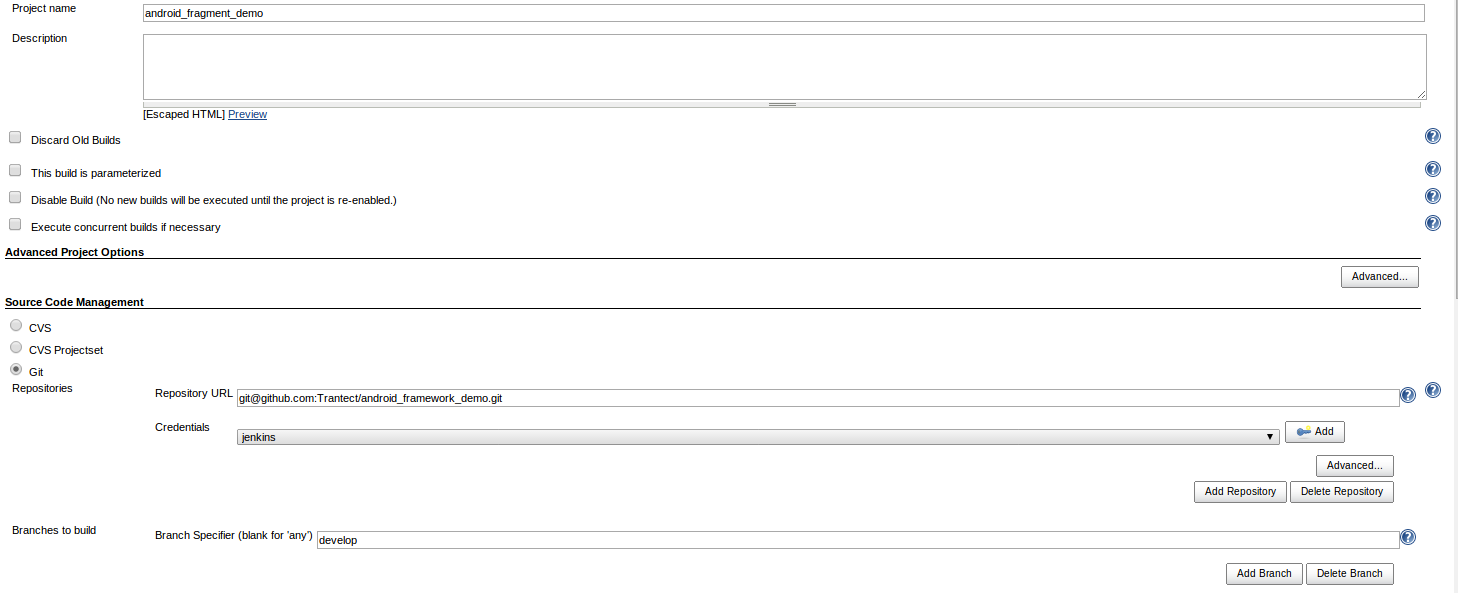 Project name android_fragment_demo
Description
[Escaped HTML] Preview
Discard Old Builds ?
This build is parameterized ?
Disable Build (No new builds will be executed until the project is re-enabled.) ?
Execute concurrent builds if necessary ?
Advanced Project Options
Advanced...
Source Code Management
CVS
CVS Projectset
Git
Repositories Repository URL git@github.com:Trantect/android_framework_demo.git ? ?
Credentials jenkins ▼ Add
Advanced...
Add Repository Delete Repository
Branches to build Branch Specifier (blank for 'any') develop ?
Add Branch Delete Branch